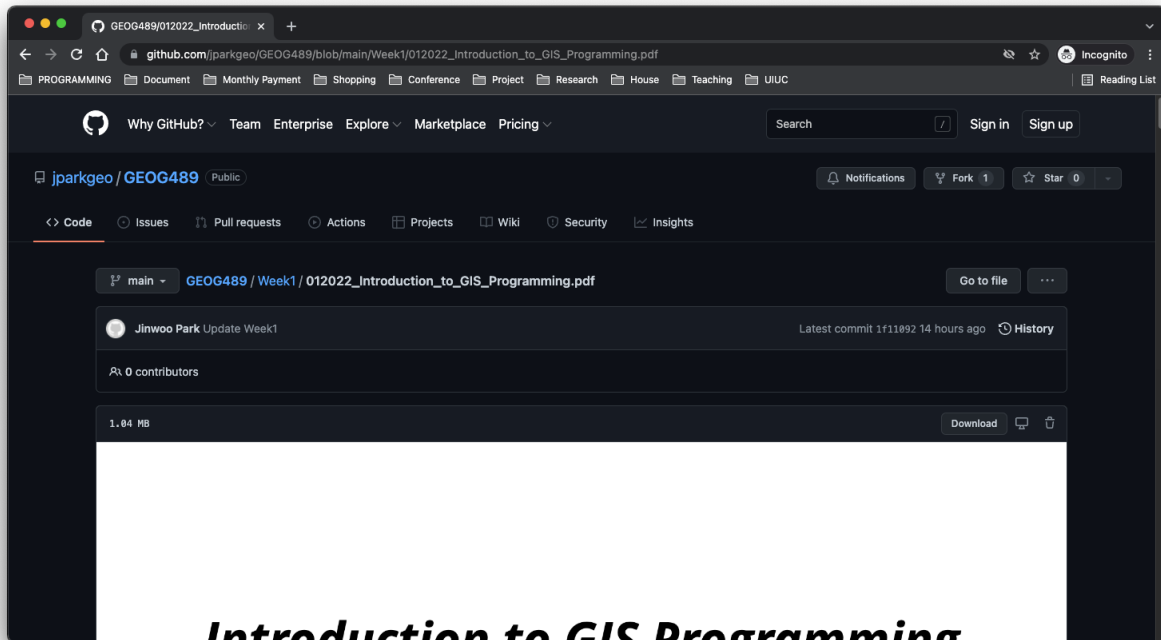 GEOG489/012022_Introductio
github.com/jparkgeo/GEOG489/blob/main/Week1/012022_Introduction_to_GIS_Programming.pdf Incognito
PROGRAMMING Document Monthly Payment Shopping Conference Project Research House Teaching UIUC Reading List
Why GitHub? Team Enterprise Explore Marketplace Pricing Search / Sign in Sign up
jparkgeo / GEOG489 Public Notifications Fork 1 Star 0
<> Code Issues Pull requests Actions Projects Wiki Security Insights
main GEOG489 / Week1 / 012022_Introduction_to_GIS_Programming.pdf Go to file ...
Jinwoo Park Update Week1 Latest commit 1f11092 14 hours ago History
0 contributors
1.04 MB Download
Introduction to GIS Programming